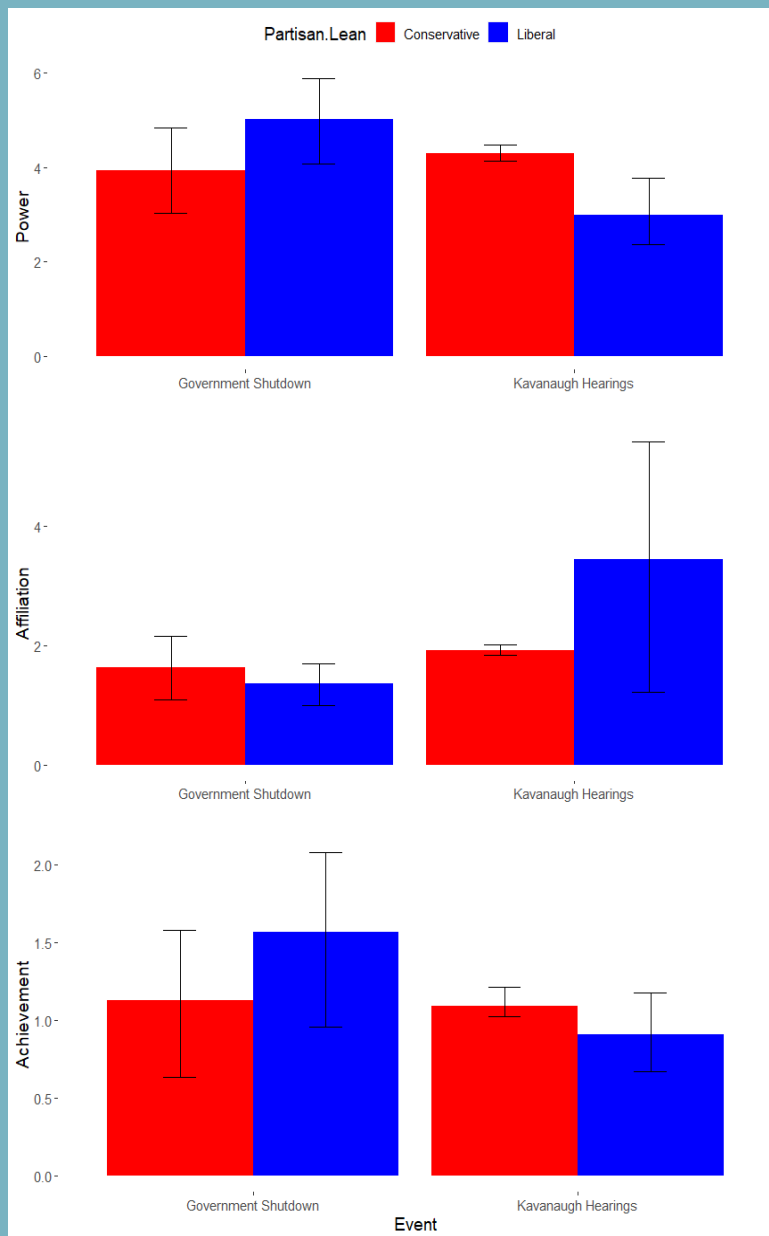 Partisan.Lean Conservative Liberal
6
4
2
0
Power
Government Shutdown Kavanaugh Hearings
4
2
0
Affiliation
Government Shutdown Kavanaugh Hearings
2.0
1.5
1.0
0.5
0.0
Achievement
Government Shutdown Kavanaugh Hearings
Event